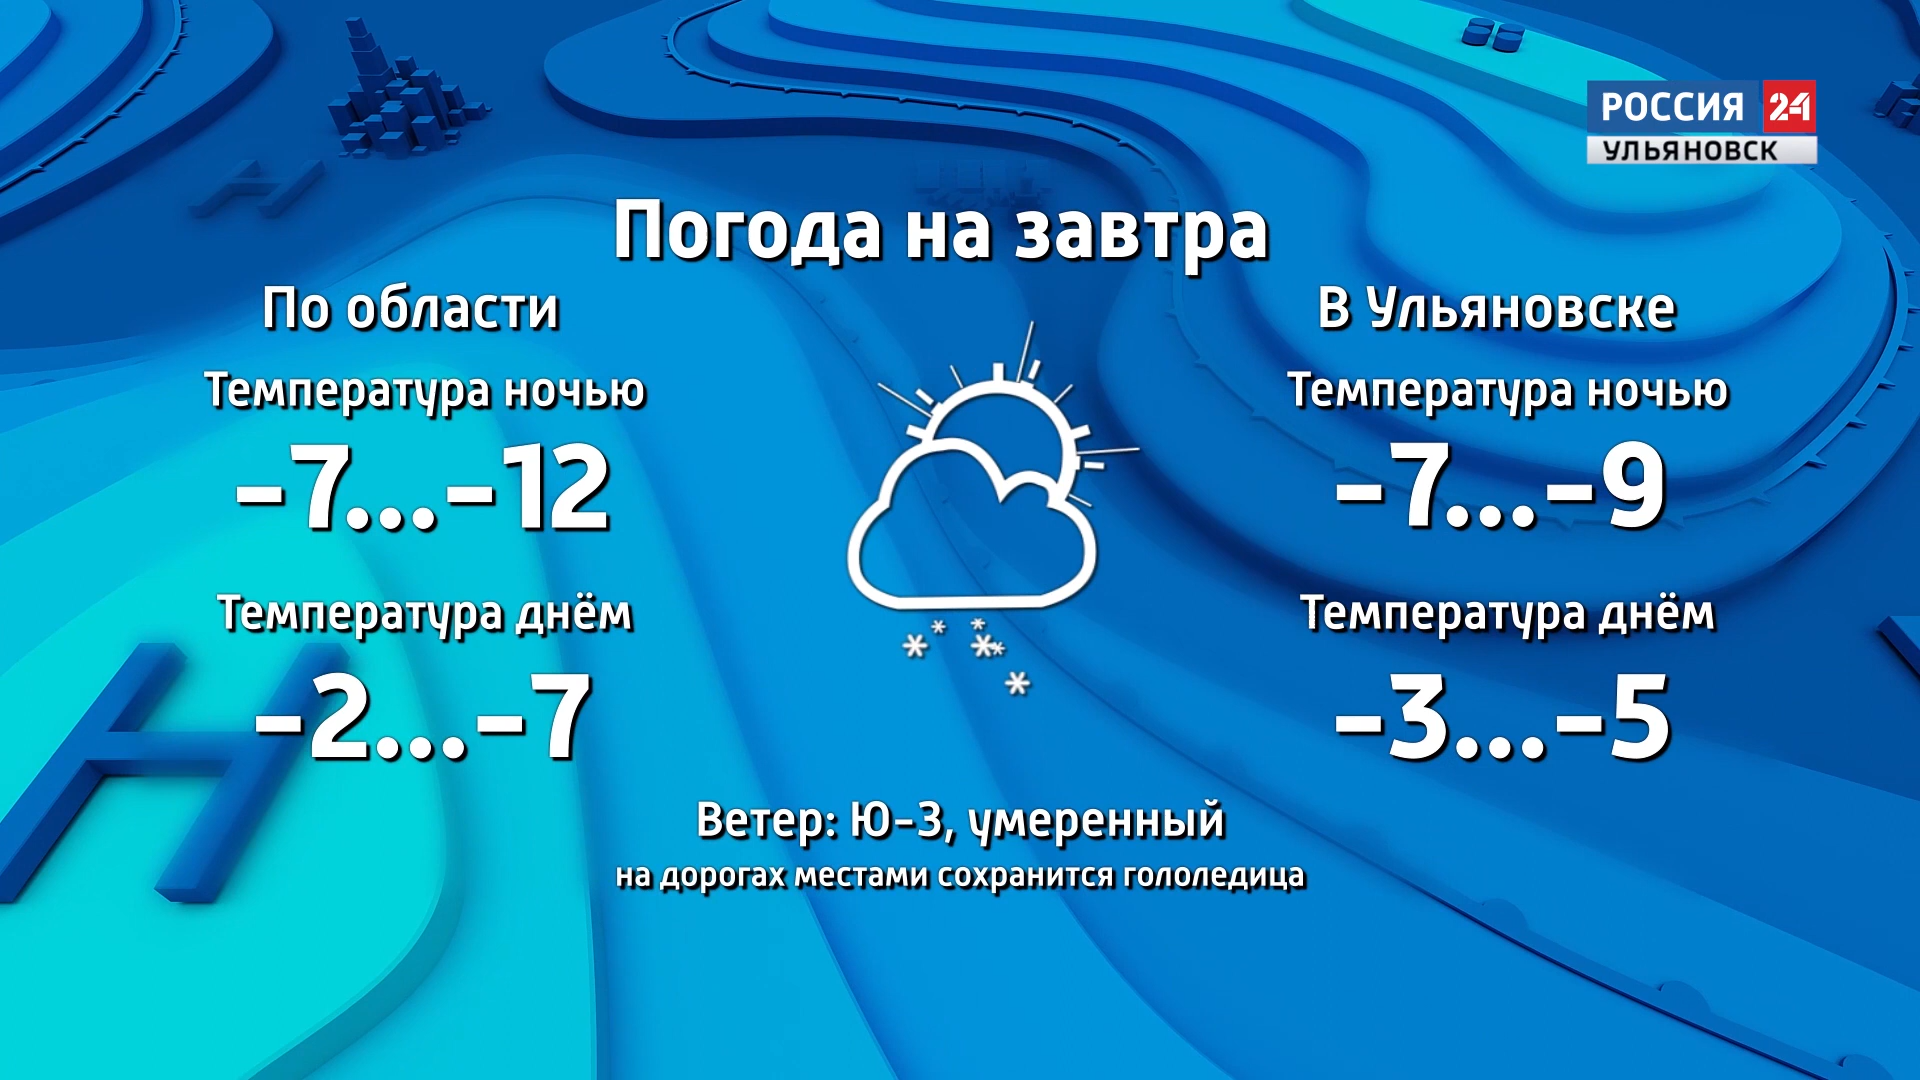 РОССИЯ 24
УЛЬЯНОВСК
Погода на завтра
По области
Температура ночью
-7...-12
Температура днём
-2...-7
В Ульяновске
Температура ночью
-7...-9
Температура днём
-3...-5
Ветер: Ю-З, умеренный
на дорогах местами сохранится гололедица